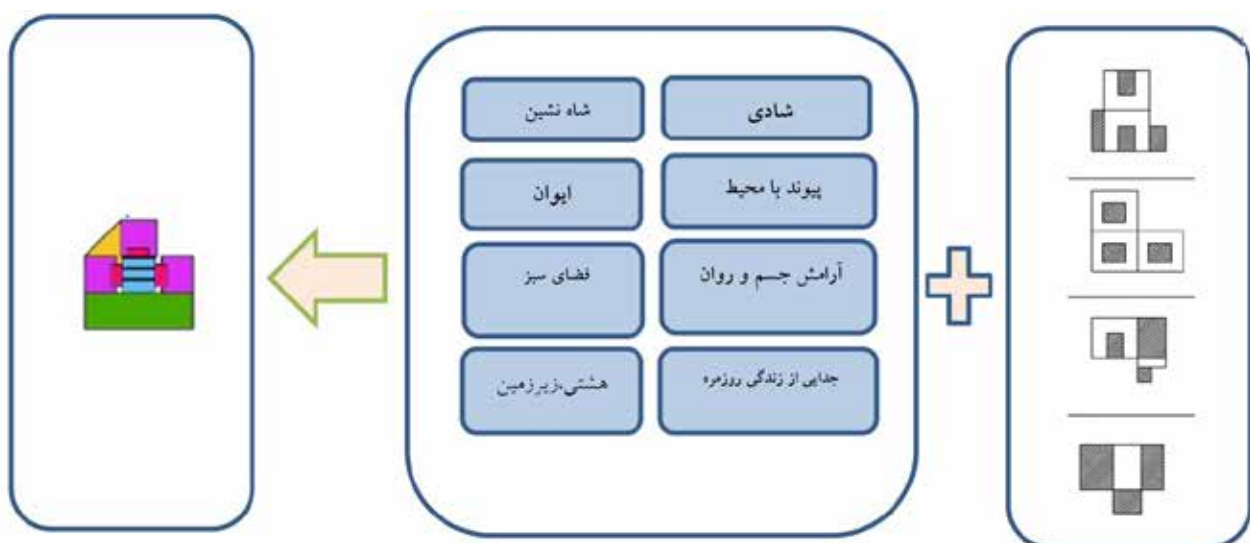 شادی
شاه نشین
پیوند با محیط
ایوان
آرامش جسم و روان
فضای سبز
جدایی از زندگی روزمره
هشتی،زیرزمین